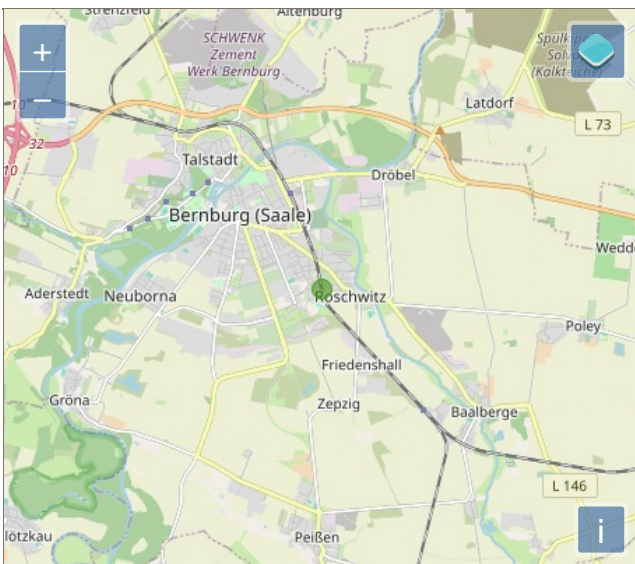 Strenzfeld
Altenburg
+
SCHWENK
Zement
Werk Bernburg
Latdorf
L 73
10
32
10
Talstadt
Dröbel
Bernburg (Saale)
Aderstedt
Neuborna
Roschwitz
Poley
Friedenshall
Gröna
Zepzig
Baalberge
L 146
Peißen
i